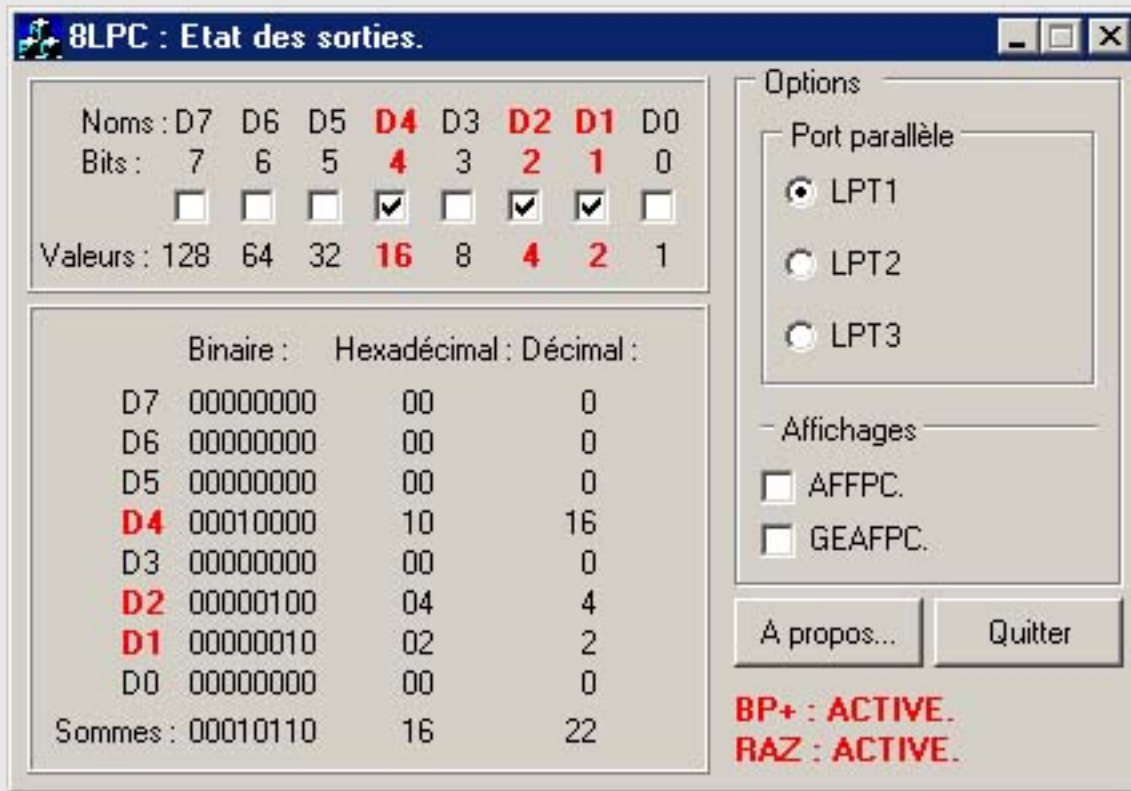 8LPC : Etat des sorties.
Noms : D7 D6 D5 D4 D3 D2 D1 D0
Bits : 7 6 5 4 3 2 1 0
Valeurs : 128 64 32 16 8 4 2 1
Binaire : Hexadécimal : Décimal :
D7 00000000 00 0
D6 00000000 00 0
D5 00000000 00 0
D4 00010000 10 16
D3 00000000 00 0
D2 00000100 04 4
D1 00000010 02 2
D0 00000000 00 0
Sommes : 00010110 16 22
Options
Port parallèle
LPT1
LPT2
LPT3
Affichages
AFFPC.
GEAFPC.
A propos... Quitter
BP+ : ACTIVE.
RAZ : ACTIVE.